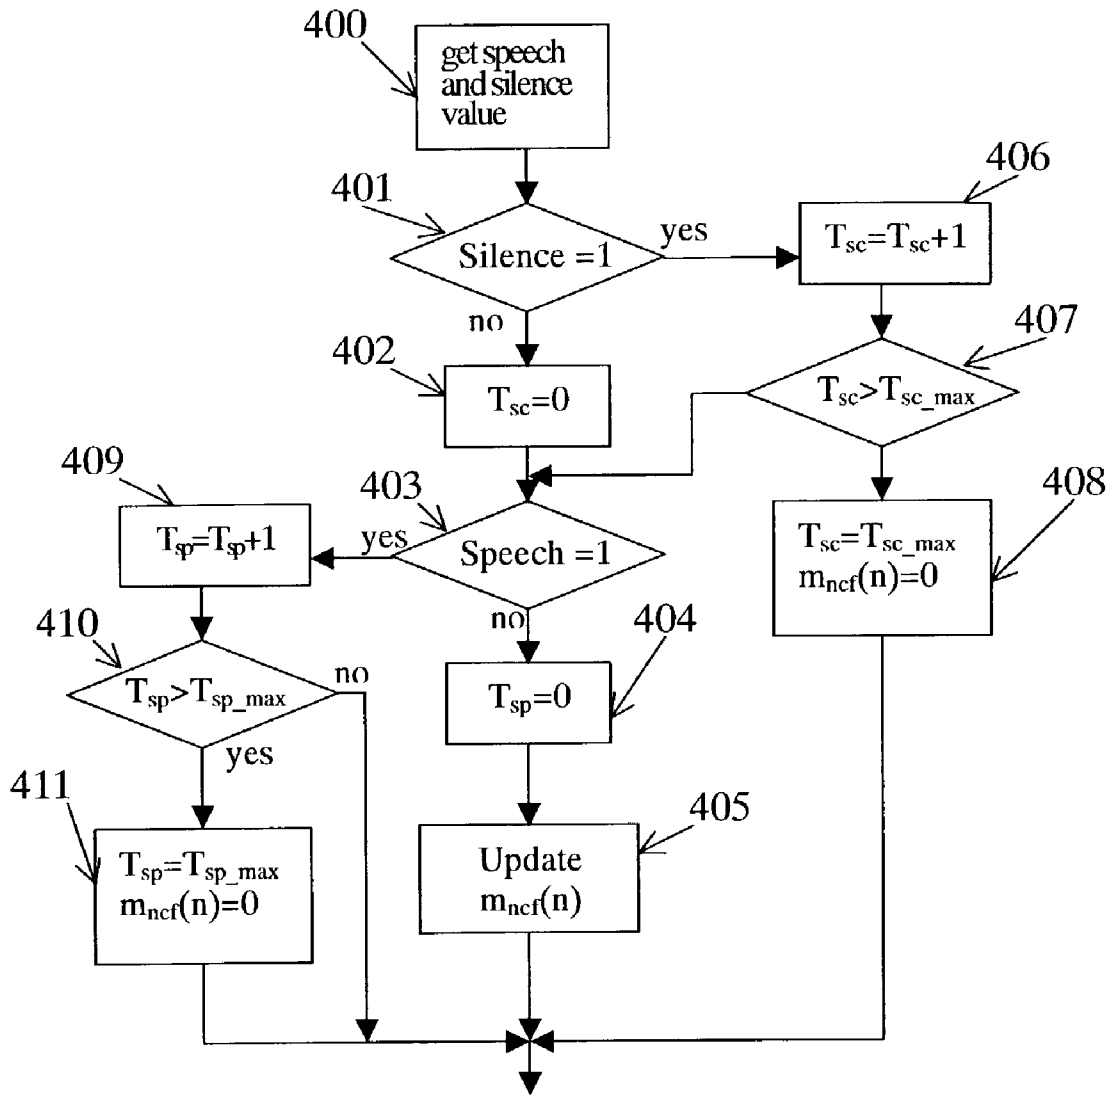 400
get speech
and silence
value
401
Silence =1
yes
no
406
T_sc=T_sc+1
407
T_sc>T_sc_max
402
T_sc=0
408
T_sc=T_sc_max
m_ncf(n)=0
403
Speech =1
yes
no
409
T_sp=T_sp+1
410
T_sp>T_sp_max
no
yes
404
T_sp=0
411
T_sp=T_sp_max
m_ncf(n)=0
405
Update
m_ncf(n)